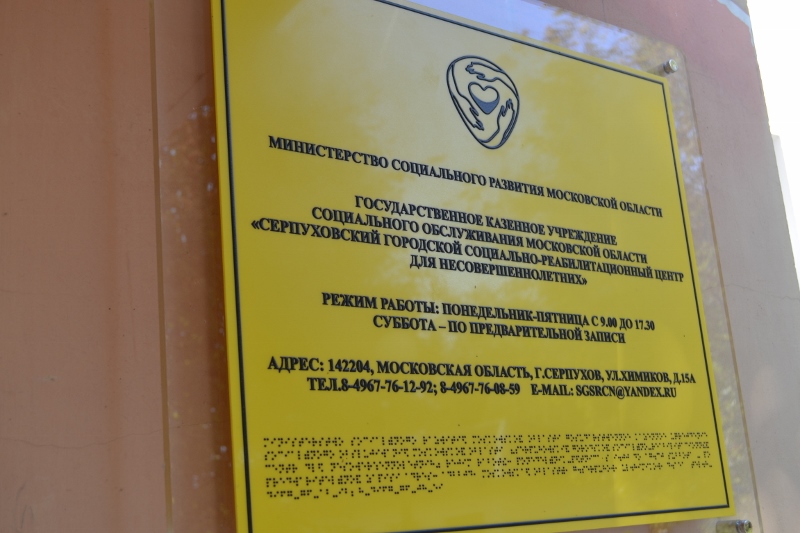 МИНИСТЕРСТВО СОЦИАЛЬНОГО РАЗВИТИЯ МОСКОВСКОЙ ОБЛАСТИ
ГОСУДАРСТВЕННОЕ КАЗЕННОЕ УЧРЕЖДЕНИЕ
СОЦИАЛЬНОГО ОБСЛУЖИВАНИЯ МОСКОВСКОЙ ОБЛАСТИ
«СЕРПУХОВСКИЙ ГОРОДСКОЙ СОЦИАЛЬНО-РЕАБИЛИТАЦИОННЫЙ ЦЕНТР
ДЛЯ НЕСОВЕРШЕННОЛЕТНИХ»
РЕЖИМ РАБОТЫ: ПОНЕДЕЛЬНИК-ПЯТНИЦА С 9.00 ДО 17.30
СУББОТА – ПО ПРЕДВАРИТЕЛЬНОЙ ЗАПИСИ
АДРЕС: 142204, МОСКОВСКАЯ ОБЛАСТЬ, Г.СЕРПУХОВ, УЛ.ХИМИКОВ, Д.15А
ТЕЛ.8-4967-76-12-92; 8-4967-76-08-59 E-MAIL: SGSRCN@YANDEX.RU